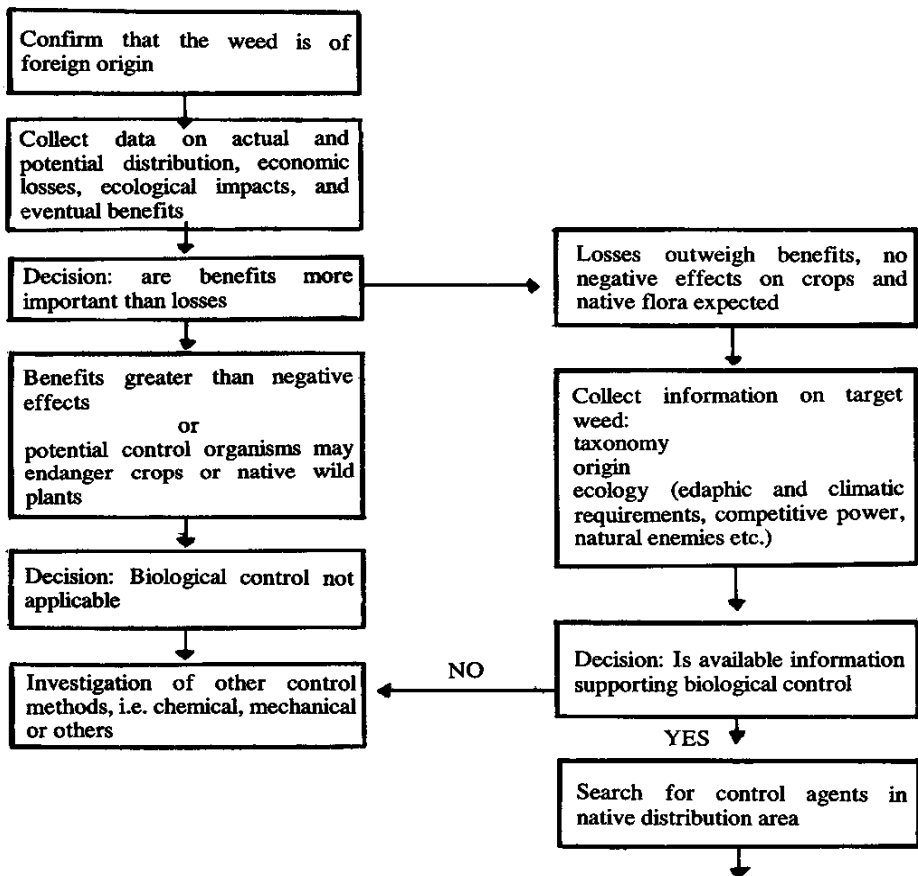 Confirm that the weed is of
foreign origin
Collect data on actual and
potential distribution, economic
losses, ecological impacts, and
eventual benefits
Decision: are benefits more
important than losses
Benefits greater than negative
effects
or
potential control organisms may
endanger crops or native wild
plants
Decision: Biological control not
applicable
Investigation of other control
methods, i.e. chemical, mechanical
or others
Losses outweigh benefits, no
negative effects on crops and
native flora expected
Collect information on target
weed:
taxonomy
origin
ecology (edaphic and climatic
requirements, competitive power,
natural enemies etc.)
Decision: Is available information
supporting biological control
NO
YES
Search for control agents in
native distribution area